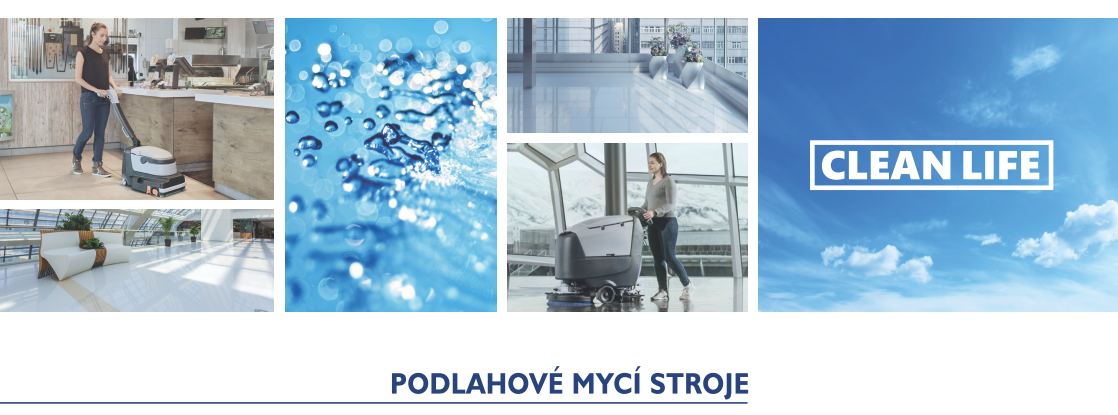 CLEAN LIFE
PODLAHOVÉ MYCÍ STROJE